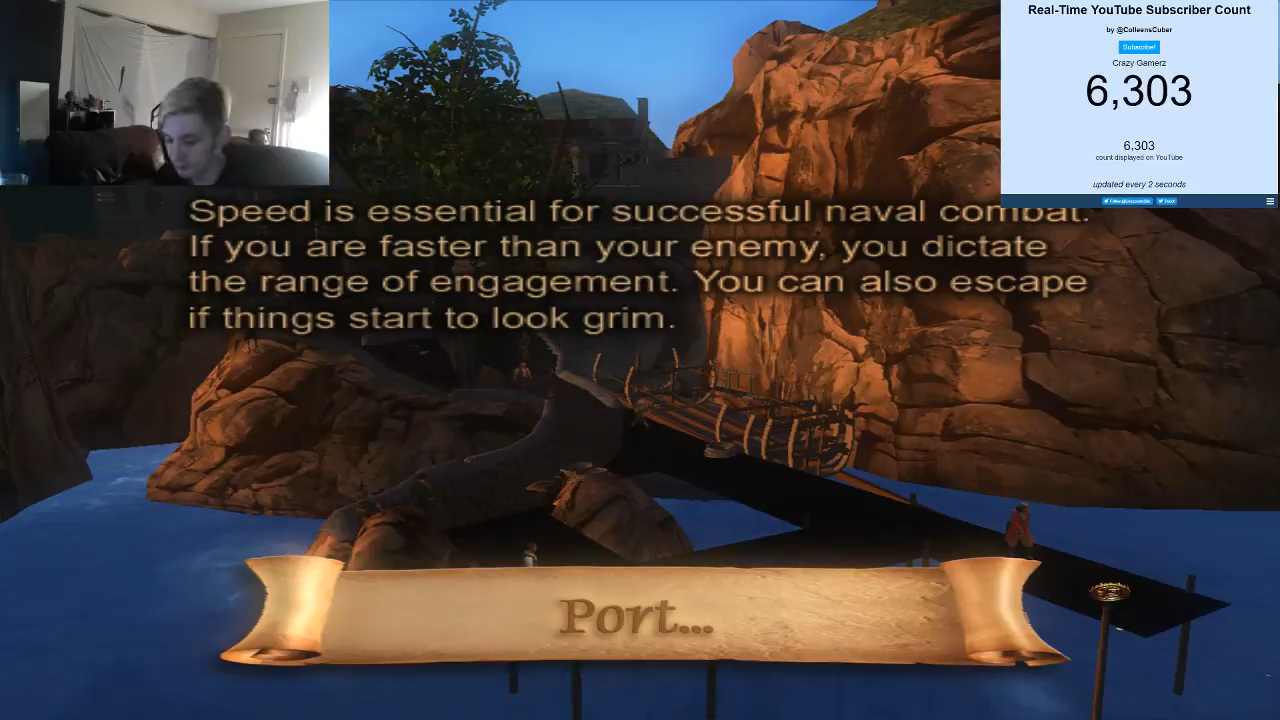 Real-Time YouTube Subscriber Count
by @ColleensCuber
Subscribe!
Crazy Gamerz
6,303
6,303
count displayed on YouTube
updated every 2 seconds
Tweet
Speed is essential for successful naval combat.
If you are faster than your enemy, you dictate
the range of engagement. You can also escape
if things start to look grim.
Port...